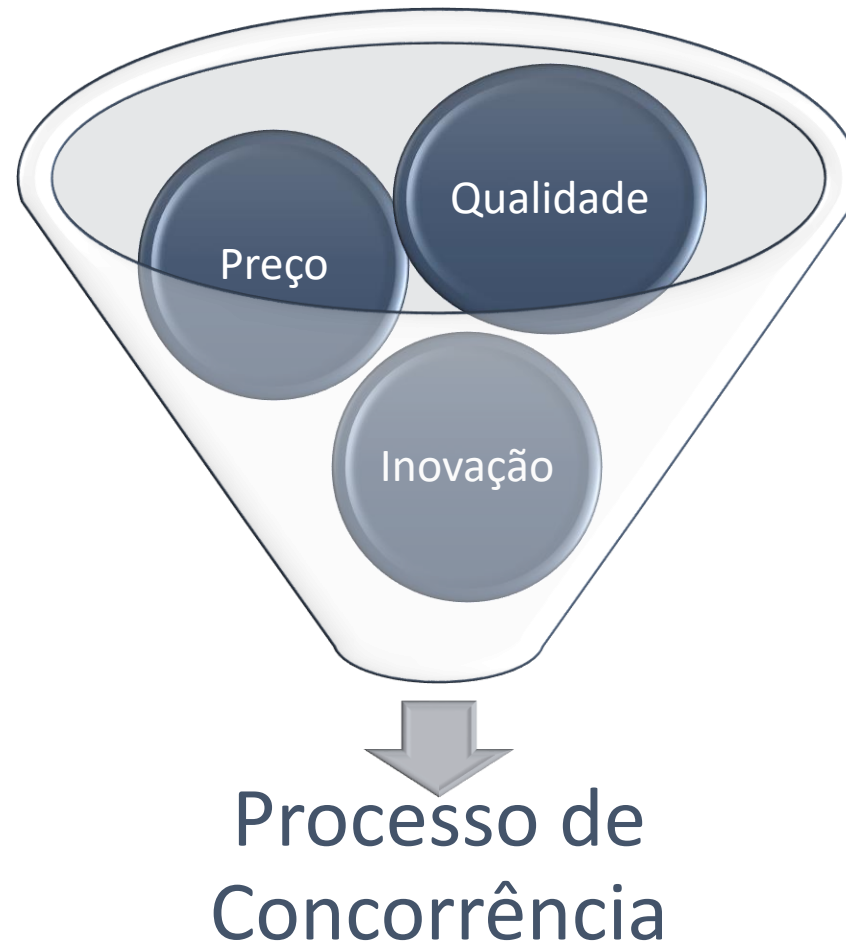 Qualidade
Preço
Inovação
Processo de
Concorrência